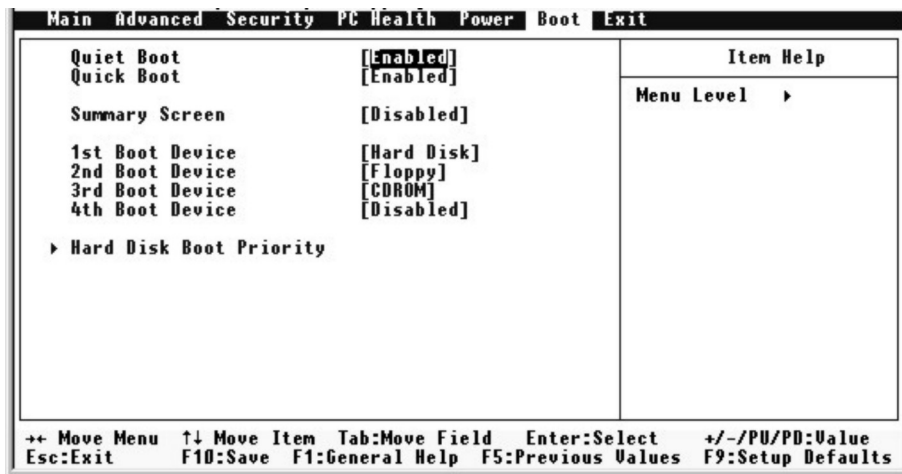 Main Advanced Security PC Health Power Boot Exit
Quiet Boot [Enabled]
Quick Boot [Enabled]
Summary Screen [Disabled]
1st Boot Device [Hard Disk]
2nd Boot Device [Floppy]
3rd Boot Device [CDROM]
4th Boot Device [Disabled]
▸ Hard Disk Boot Priority
Item Help
Menu Level ▸
→← Move Menu ↑↓ Move Item Tab:Move Field Enter:Select +/-/PU/PD:Value
Esc:Exit F10:Save F1:General Help F5:Previous Values F9:Setup Defaults